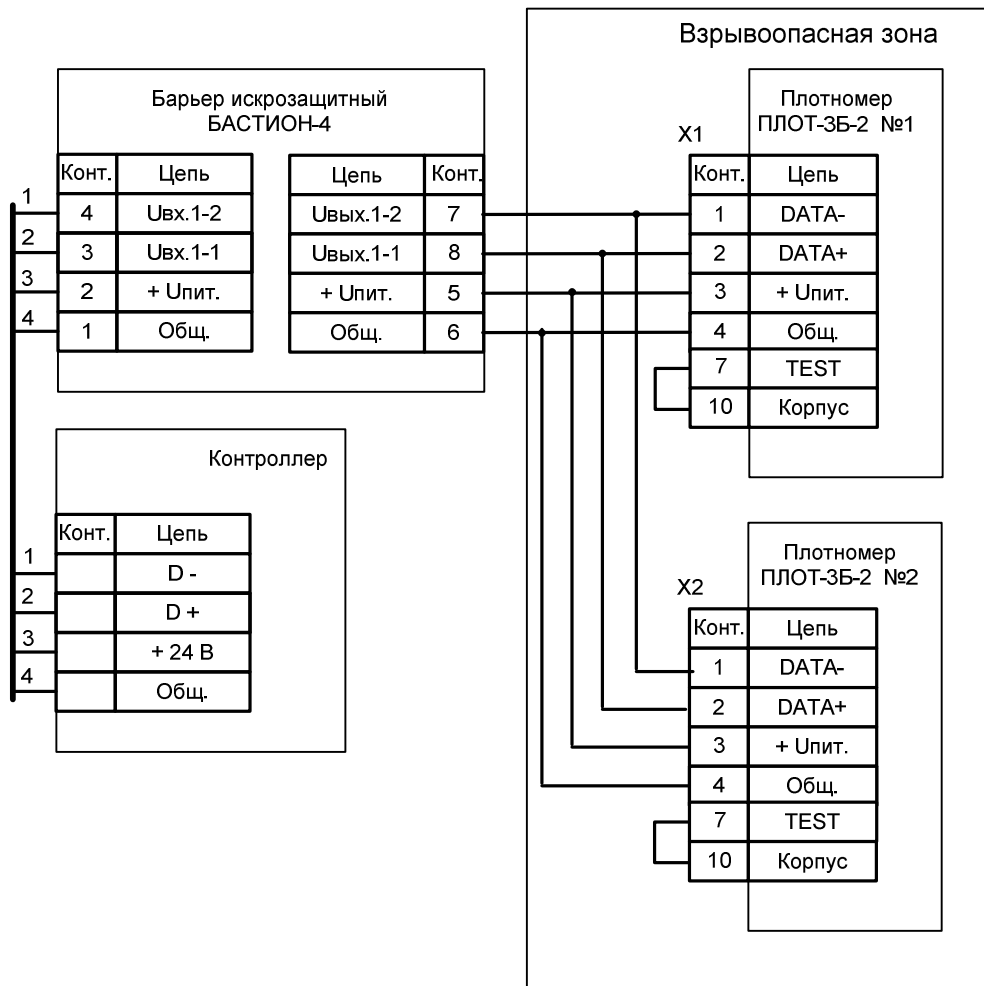 Взрывоопасная зона
Барьер искрозащитный
БАСТИОН-4
Конт. Цепь
4 Uвх.1-2
3 Uвх.1-1
2 + Uпит.
1 Общ.
Цепь Конт.
Uвых.1-2 7
Uвых.1-1 8
+ Uпит. 5
Общ. 6
1
2
3
4
Плотномер
ПЛОТ-3Б-2 №1
X1
Конт. Цепь
1 DATA-
2 DATA+
3 + Uпит.
4 Общ.
7 TEST
10 Корпус
Контроллер
Конт. Цепь
1 D -
2 D +
3 + 24 В
4 Общ.
Плотномер
ПЛОТ-3Б-2 №2
X2
Конт. Цепь
1 DATA-
2 DATA+
3 + Uпит.
4 Общ.
7 TEST
10 Корпус